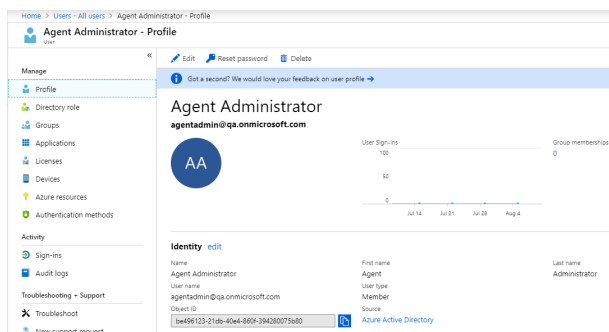 Home > Users - All users > Agent Administrator - Profile
Agent Administrator - Profile
User
«
Manage
Profile
Directory role
Groups
Applications
Licenses
Devices
Azure resources
Authentication methods
Activity
Sign-ins
Audit logs
Troubleshooting + Support
Troubleshoot
New support request
Edit Reset password Delete
Got a second? We would love your feedback on user profile →
Agent Administrator
agentadmin@qa.onmicrosoft.com
AA
User Sign-ins
100
50
0
Jul 14 Jul 21 Jul 28 Aug 4
Group memberships
0
Identity edit
Name First name Last name
Agent Administrator Agent Administrator
User name User type
agentadmin@qa.onmicrosoft.com Member
Object ID Source
be496123-21db-40e4-860f-394280075b80 Azure Active Directory